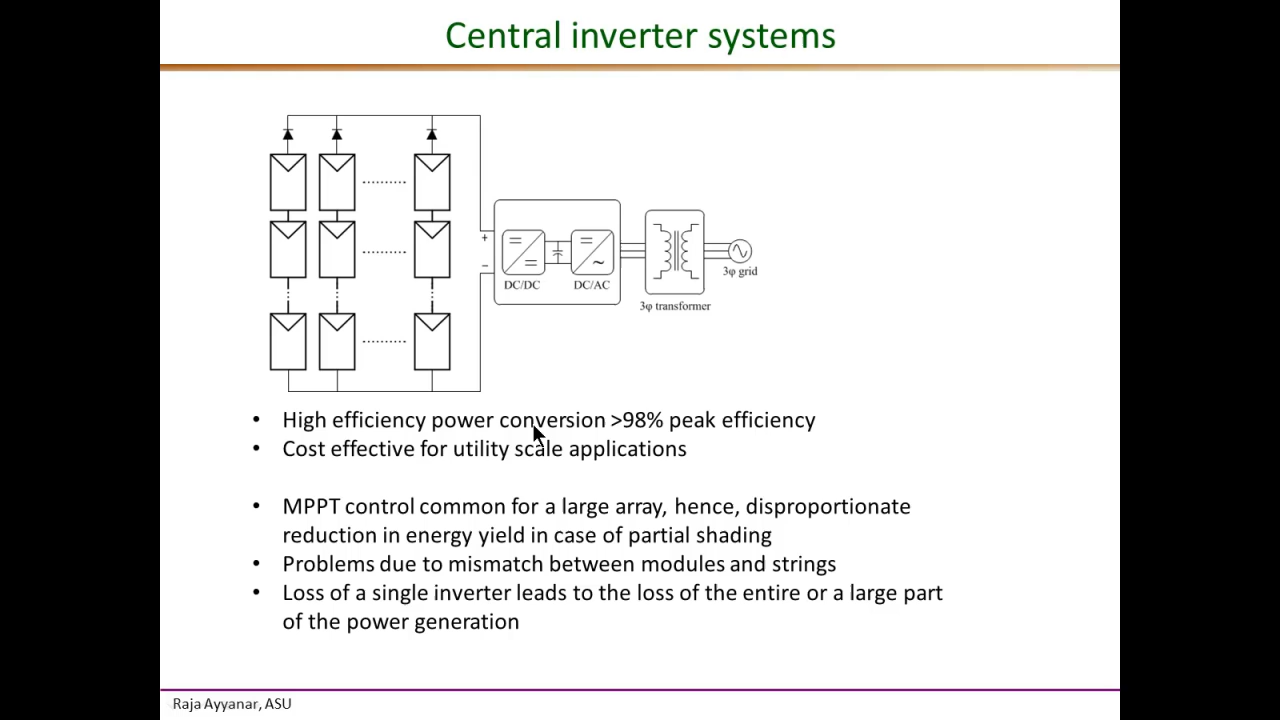 Central inverter systems
+
−
DC/DC
DC/AC
3φ grid
3φ transformer
• High efficiency power conversion >98% peak efficiency
• Cost effective for utility scale applications
• MPPT control common for a large array, hence, disproportionate
reduction in energy yield in case of partial shading
• Problems due to mismatch between modules and strings
• Loss of a single inverter leads to the loss of the entire or a large part
of the power generation
Raja Ayyanar, ASU